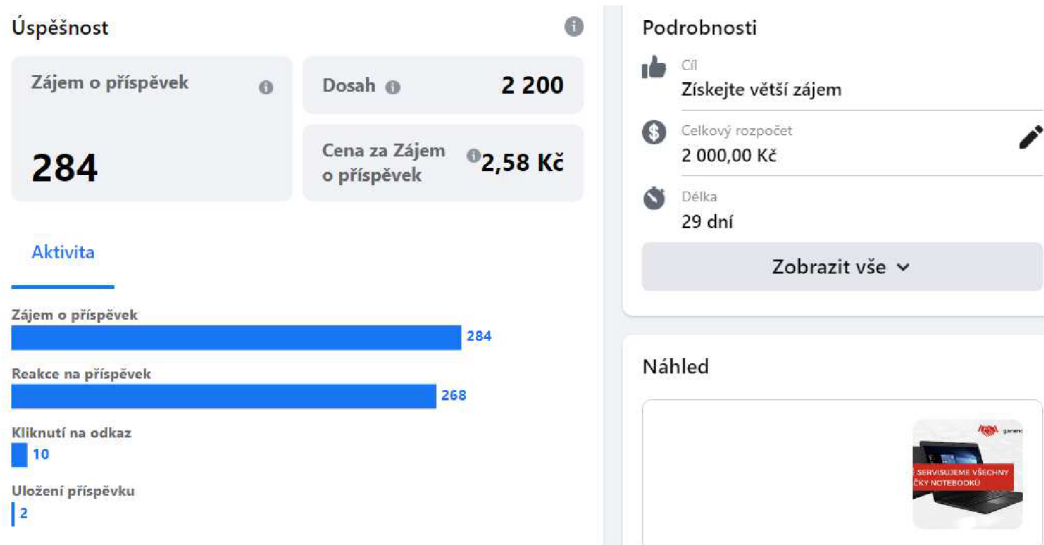 Úspěšnost
Zájem o příspěvek
284
Dosah
2 200
Cena za Zájem
o příspěvek
2,58 Kč
Aktivita
Zájem o příspěvek
284
Reakce na příspěvek
268
Kliknutí na odkaz
10
Uložení příspěvku
2
Podrobnosti
Cíl
Získejte větší zájem
Celkový rozpočet
2 000,00 Kč
Délka
29 dní
Zobrazit vše
Náhled
SERVISUJEME VŠECHNY
ČKY NOTEBOOKŮ